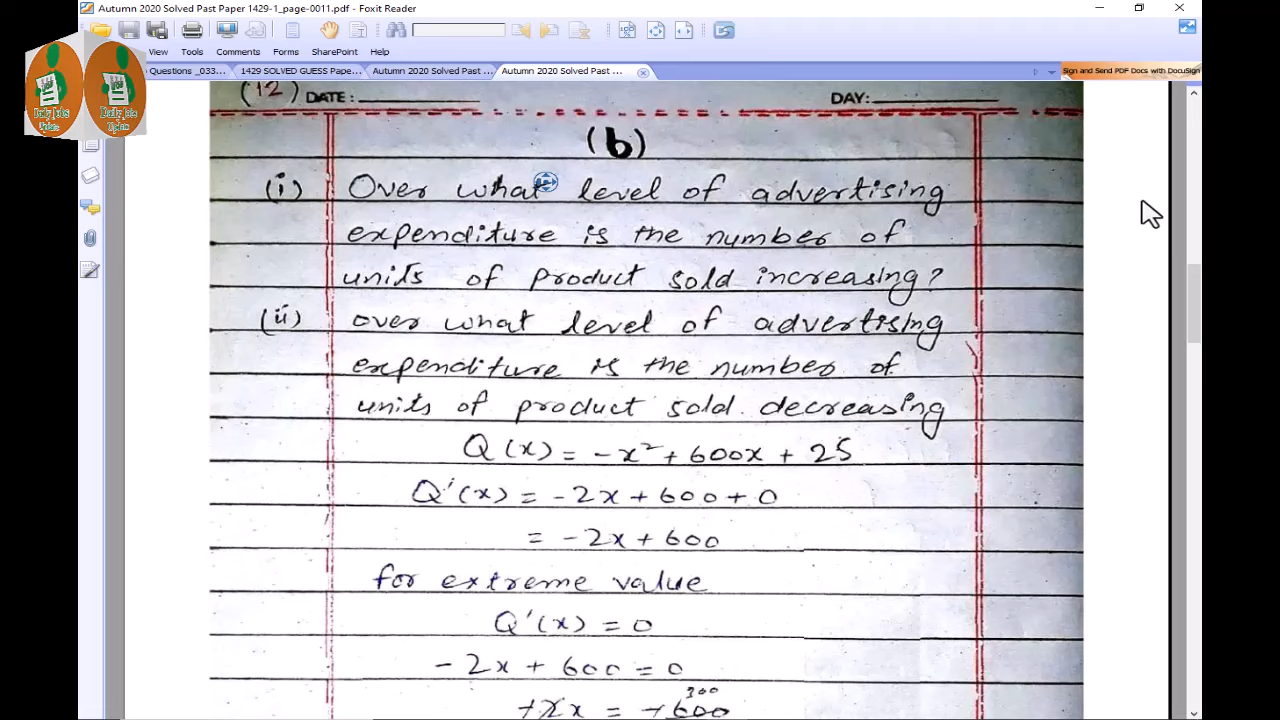 Autumn 2020 Solved Past Paper 1429-1_page-0011.pdf - Foxit Reader
View Tools Comments Forms SharePoint Help
Questions _033... 1429 SOLVED GUESS Pape... Autumn 2020 Solved Past ... Autumn 2020 Solved Past ... Sign and Send PDF Docs with DocuSign
(12) DATE: DAY:
(b)
(i) Over what level of advertising
expenditure is the number of
units of product sold increasing?
(ii) over what level of advertising
expenditure is the number of
units of product sold decreasing
Q(x) = -x² + 600x + 25
Q'(x) = -2x + 600 + 0
= -2x + 600
for extreme value
Q'(x) = 0
-2x + 600 = 0
300
+2x = +600